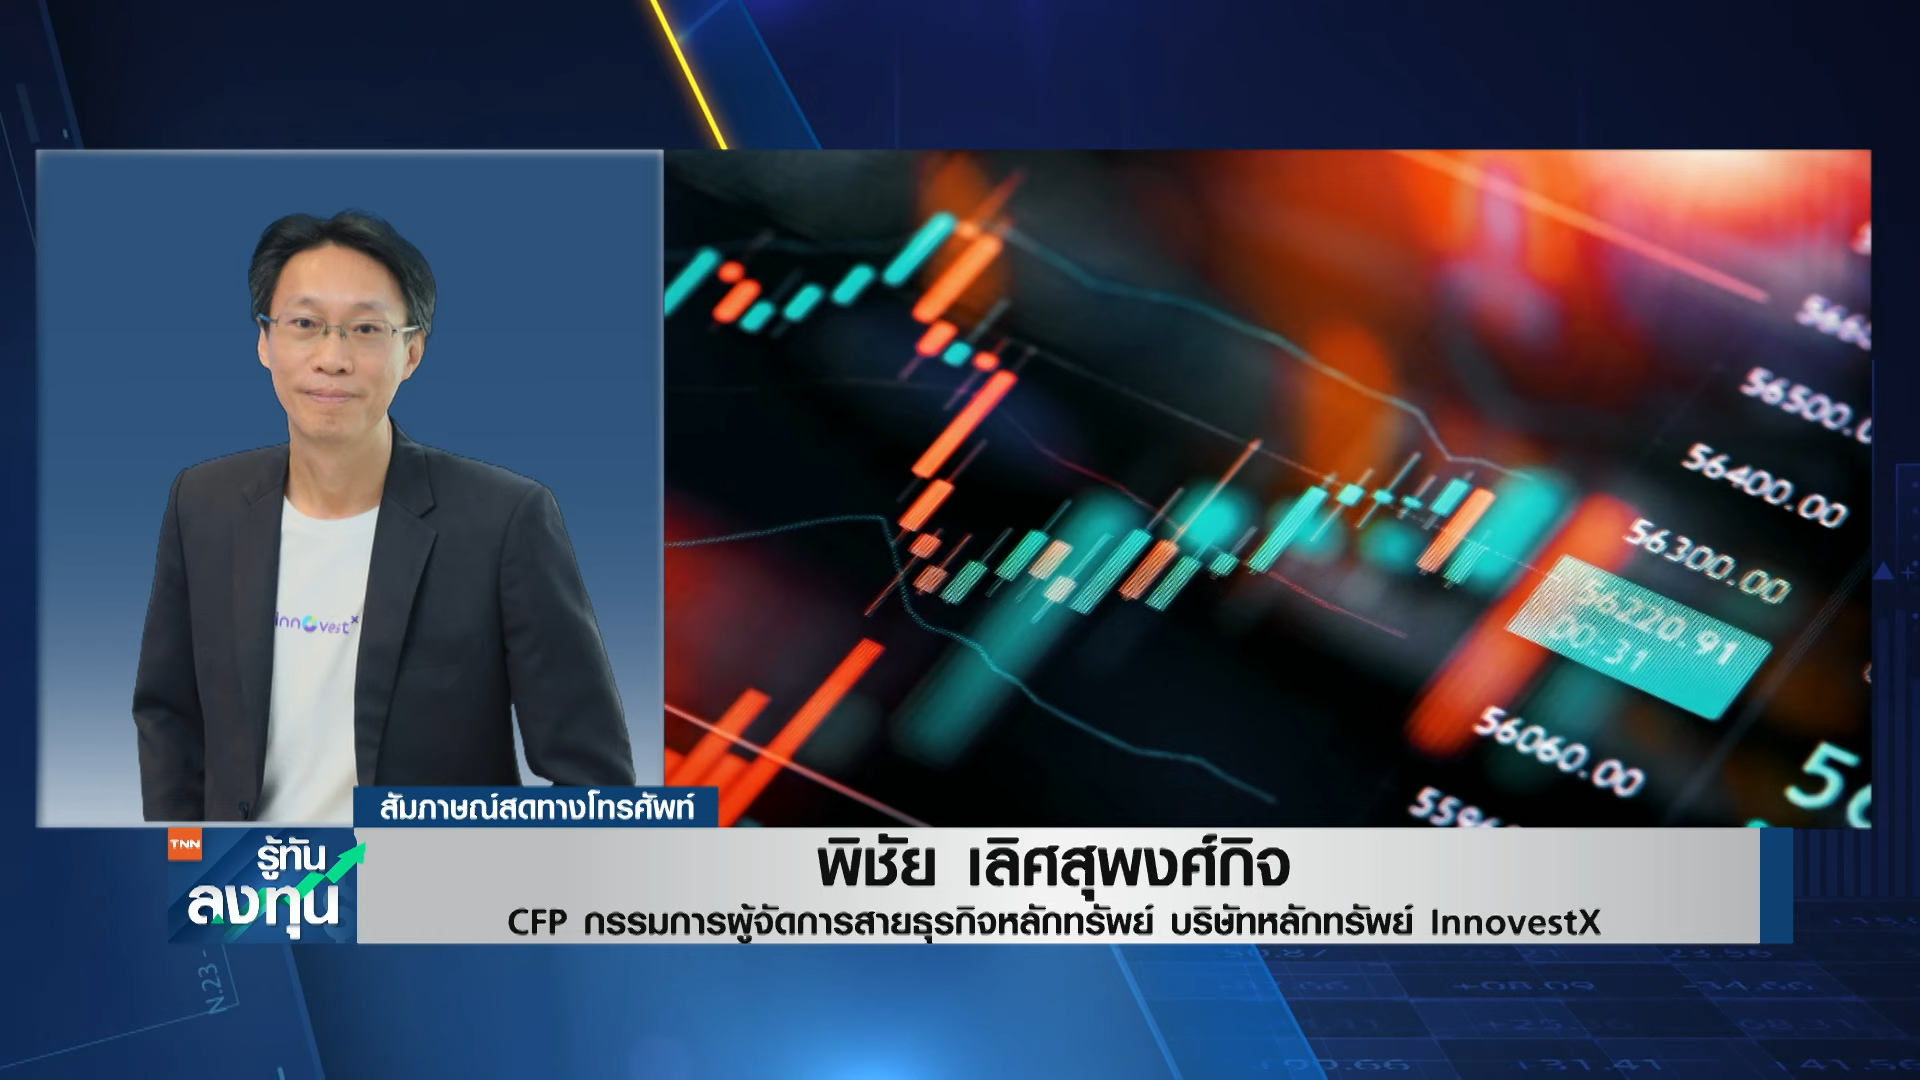 56500.0
56400.00
56300.00
56220.91
00:31
56060.00
innovestx
สัมภาษณ์สดทางโทรศัพท์
TNN
รู้ทัน
ลงทุน
พิชัย เลิศสุพงศ์กิจ
CFP กรรมการผู้จัดการสายธุรกิจหลักทรัพย์ บริษัทหลักทรัพย์ InnovestX